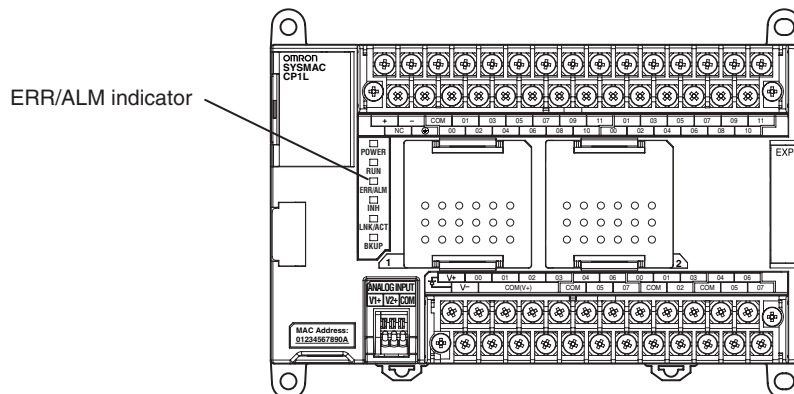 ERR/ALM indicator
OMRON
SYSMAC
CP1L
+ − COM 01 03 05 07 09 11 01 03 05 07 09 11
NC 00 02 04 06 08 10 00 02 04 06 08 10
POWER
RUN
ERR/ALM
INH
LNK/ACT
BKUP
EXP
1
2
V+ 00 01 02 03 04 06 00 01 03 04 06
V− COM(V+) COM 05 07 COM 02 COM 05 07
ANALOG INPUT
V1+ V2+ COM
MAC Address:
01234567890A